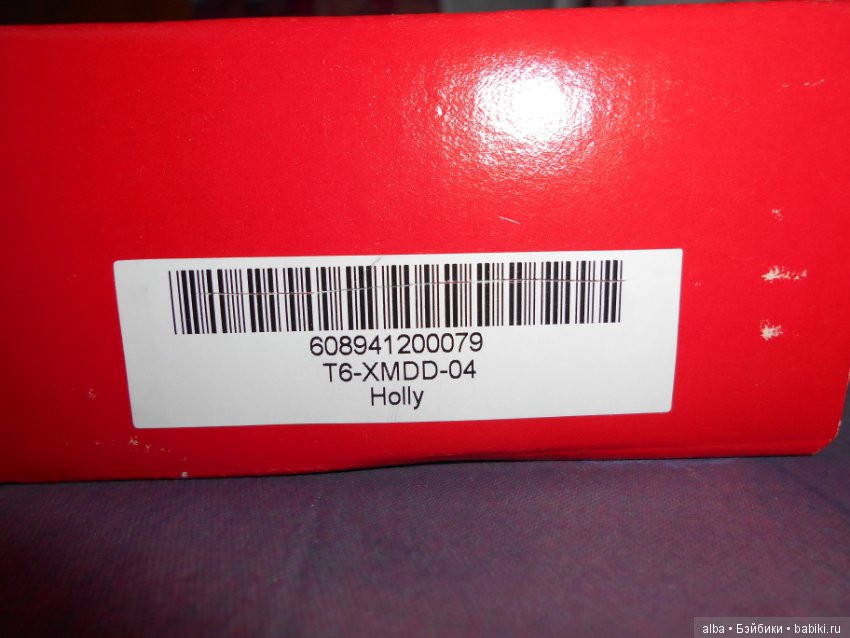 608941200079
T6-XMDD-04
Holly
alba • Бэйбики • babiki.ru